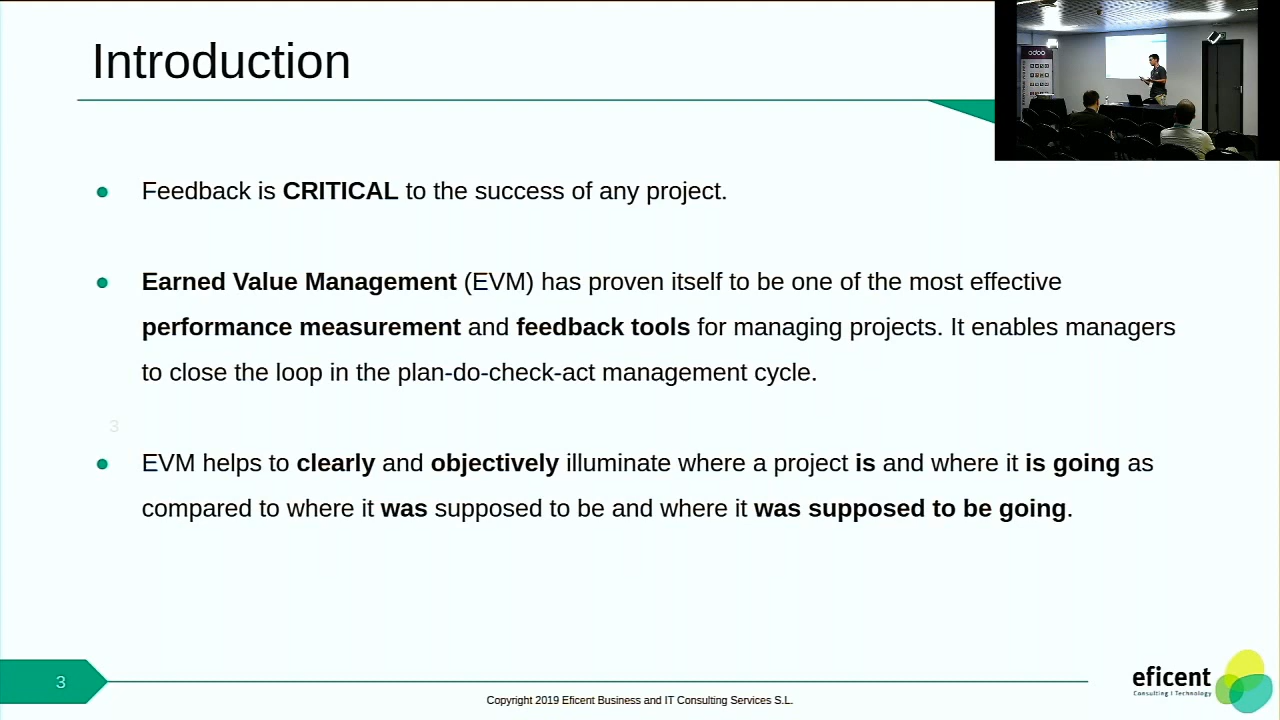 Introduction
odoo
Feedback is CRITICAL to the success of any project.
Earned Value Management (EVM) has proven itself to be one of the most effective
performance measurement and feedback tools for managing projects. It enables managers
to close the loop in the plan-do-check-act management cycle.
3
EVM helps to clearly and objectively illuminate where a project is and where it is going as
compared to where it was supposed to be and where it was supposed to be going.
3
Copyright 2019 Eficent Business and IT Consulting Services S.L.
eficent
Consulting | Technology